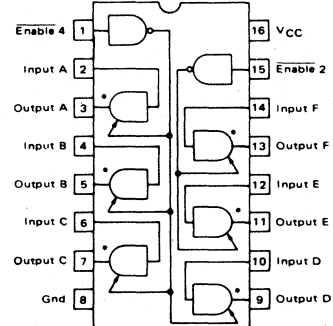 Enable 4 1
Input A 2
Output A 3 *
Input B 4
Output B 5 *
Input C 6
Output C 7 *
Gnd 8
16 VCC
15 Enable 2
14 Input F
* 13 Output F
12 Input E
* 11 Output E
10 Input D
* 9 Output D